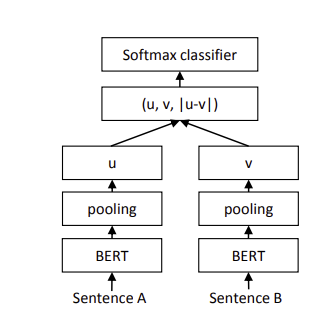 Softmax classifier
(u, v, |u-v|)
u
v
pooling
pooling
BERT
BERT
Sentence A
Sentence B